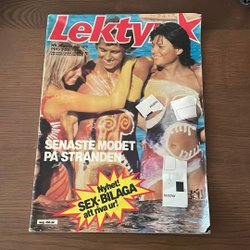 Lektyr
SENASTE MODET
PÅ STRANDEN
Nyhet!
SEX-BILAGA
att riva ur!